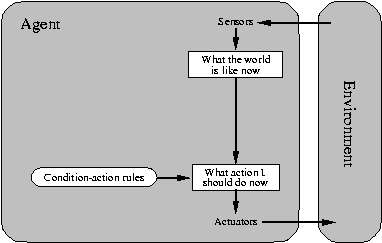 Agent
Sensors
What the world
is like now
Environment
Condition-action rules
What action I
should do now
Actuators